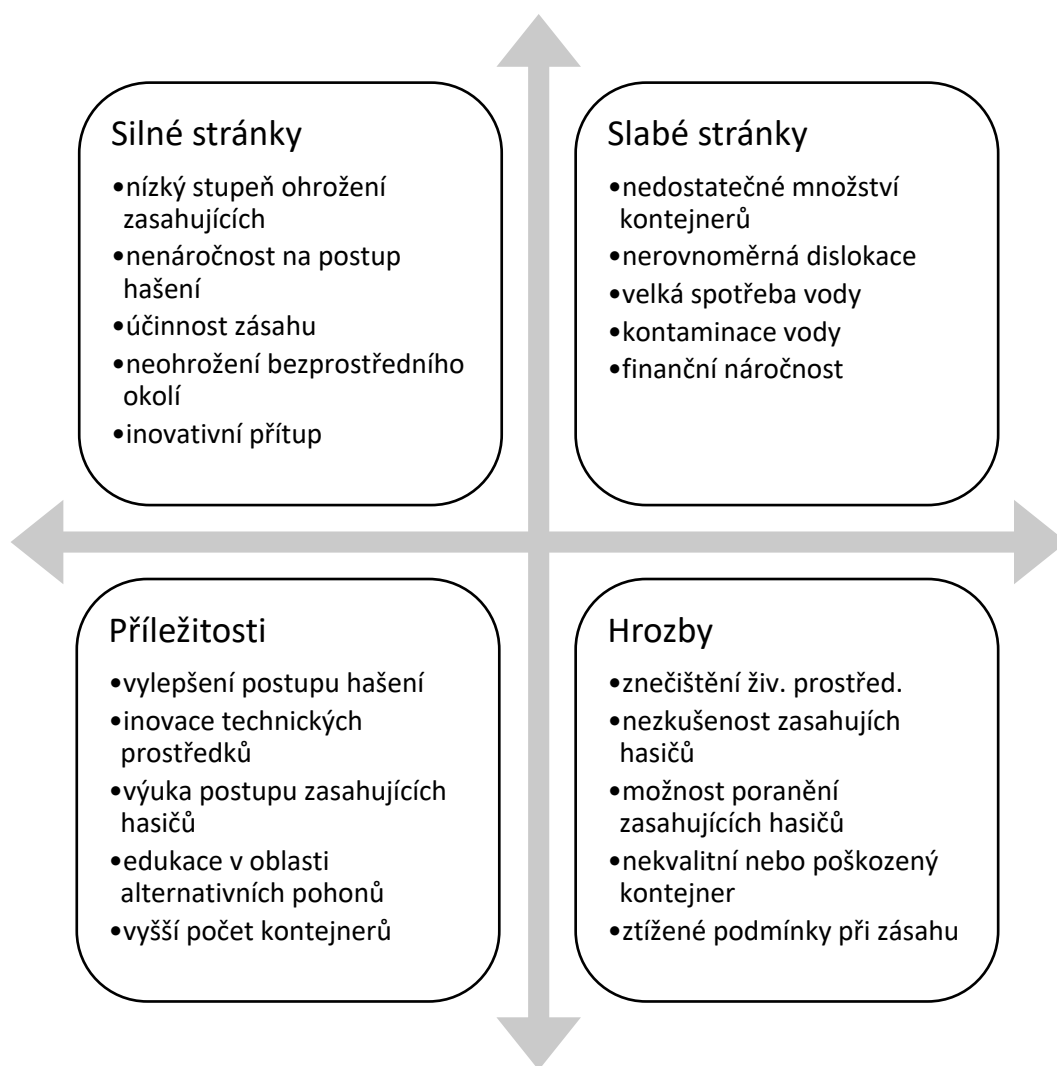 Silné stránky
•nízký stupeň ohrožení
zasahujících
•nenáročnost na postup
hašení
•účinnost zásahu
•neohrožení bezprostředního
okolí
•inovativní přítup
Slabé stránky
•nedostatečné množství
kontejnerů
•nerovnoměrná dislokace
•velká spotřeba vody
•kontaminace vody
•finanční náročnost
Příležitosti
•vylepšení postupu hašení
•inovace technických
prostředků
•výuka postupu zasahujících
hasičů
•edukace v oblasti
alternativních pohonů
•vyšší počet kontejnerů
Hrozby
•znečištění živ. prostřed.
•nezkušenost zasahujích
hasičů
•možnost poranění
zasahujících hasičů
•nekvalitní nebo poškozený
kontejner
•ztížené podmínky při zásahu